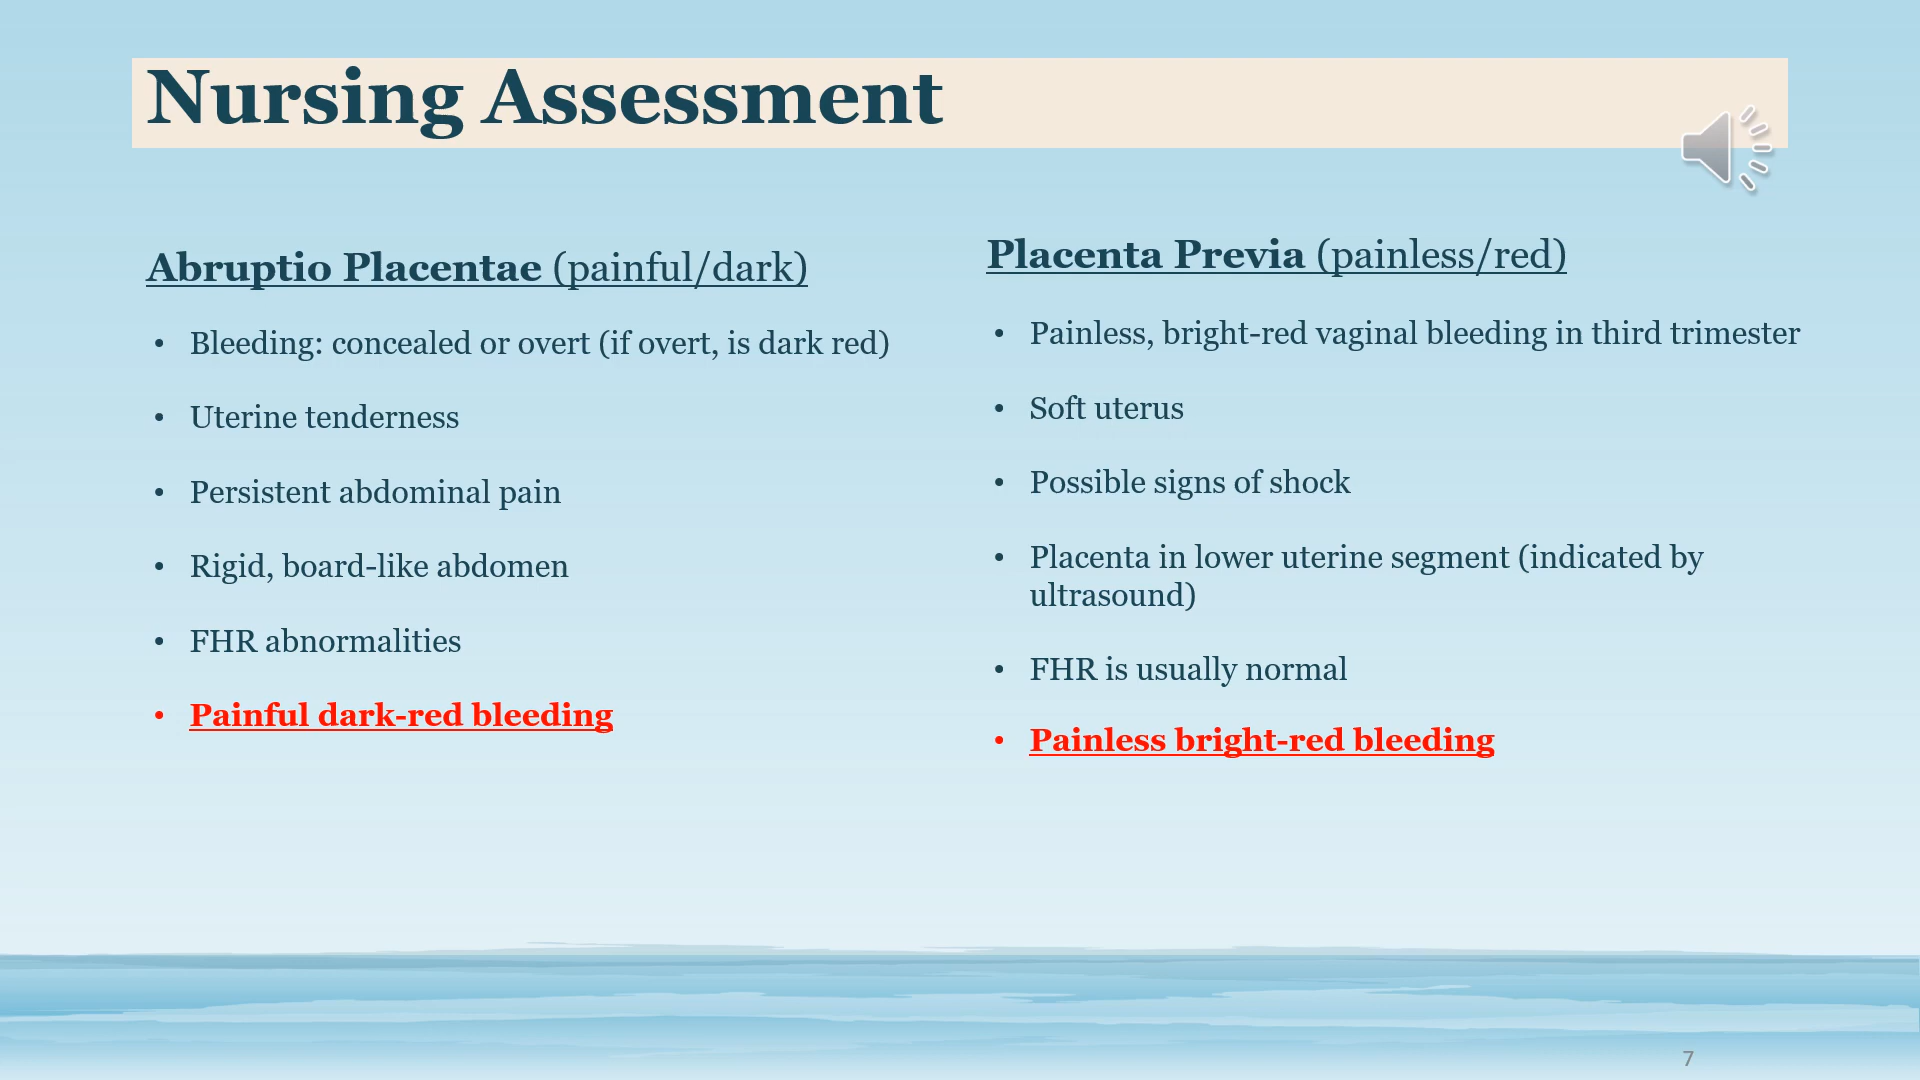 Nursing Assessment
Abruptio Placentae (painful/dark)
• Bleeding: concealed or overt (if overt, is dark red)
• Uterine tenderness
• Persistent abdominal pain
• Rigid, board-like abdomen
• FHR abnormalities
• Painful dark-red bleeding
Placenta Previa (painless/red)
• Painless, bright-red vaginal bleeding in third trimester
• Soft uterus
• Possible signs of shock
• Placenta in lower uterine segment (indicated by
ultrasound)
• FHR is usually normal
• Painless bright-red bleeding
7